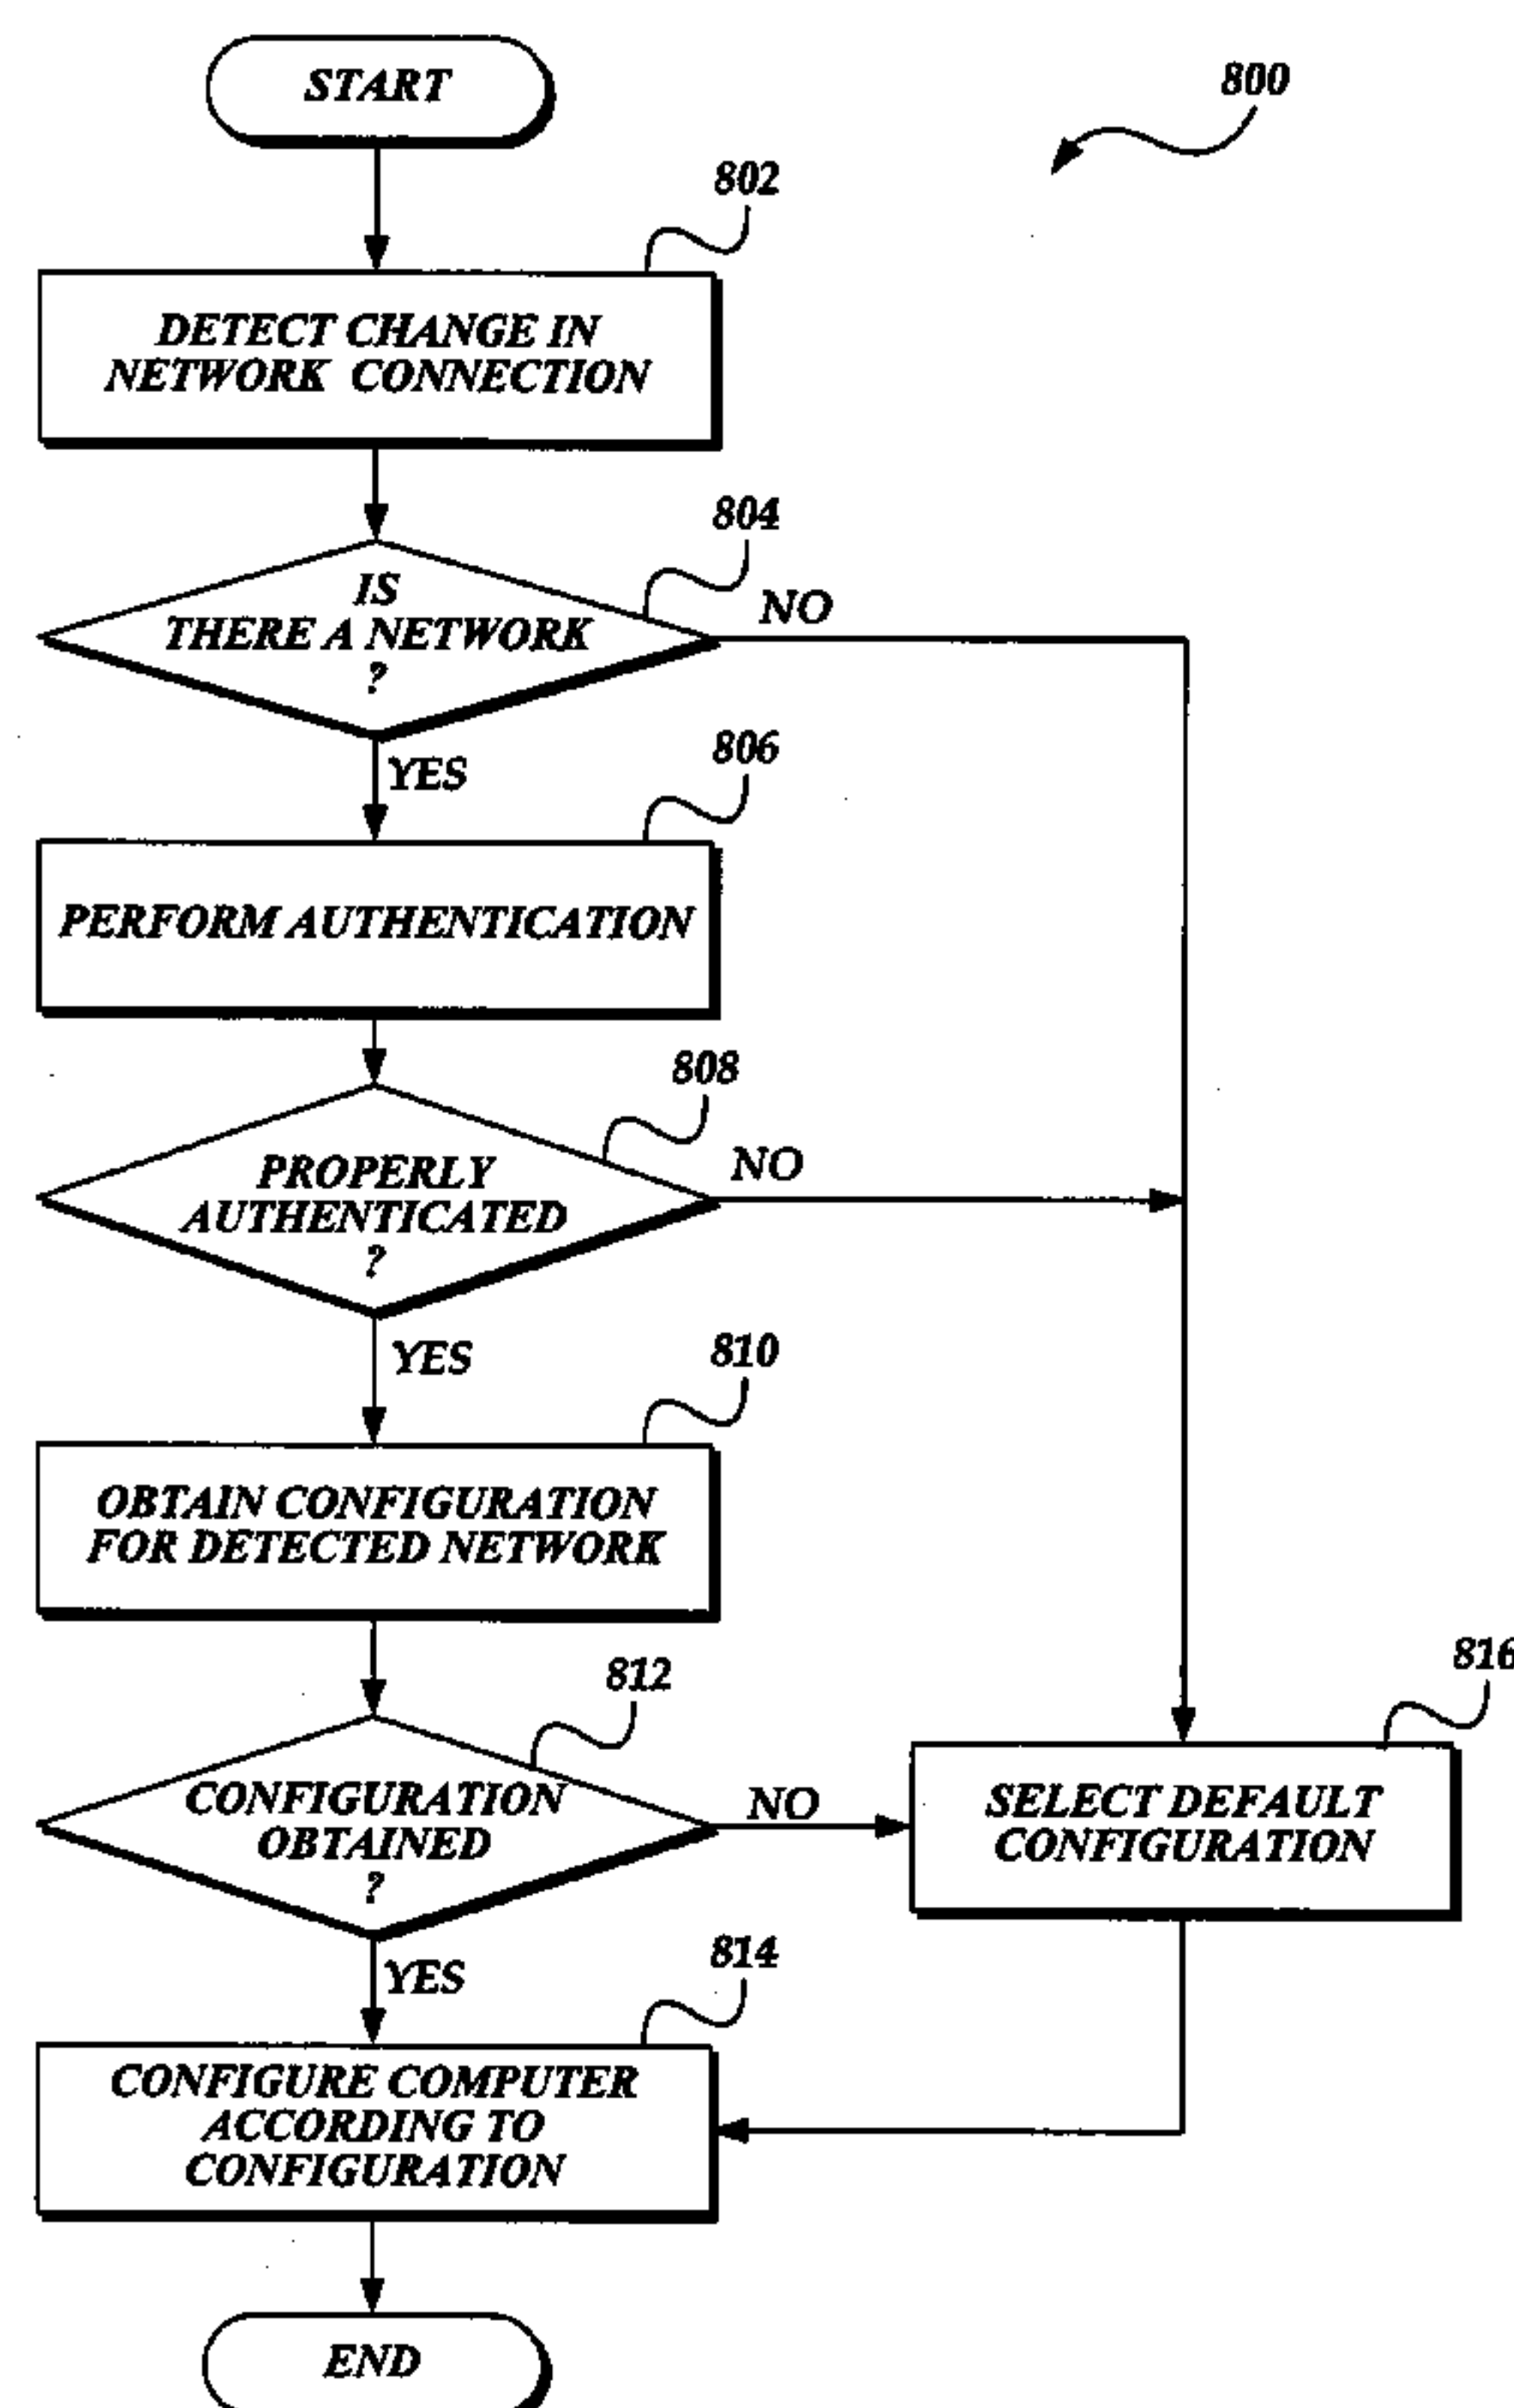 START
800
802
DETECT CHANGE IN
NETWORK CONNECTION
804
IS
THERE A NETWORK
?
NO
YES
806
PERFORM AUTHENTICATION
808
PROPERLY
AUTHENTICATED
?
NO
YES
810
OBTAIN CONFIGURATION
FOR DETECTED NETWORK
812
CONFIGURATION
OBTAINED
?
NO
816
SELECT DEFAULT
CONFIGURATION
YES
814
CONFIGURE COMPUTER
ACCORDING TO
CONFIGURATION
END